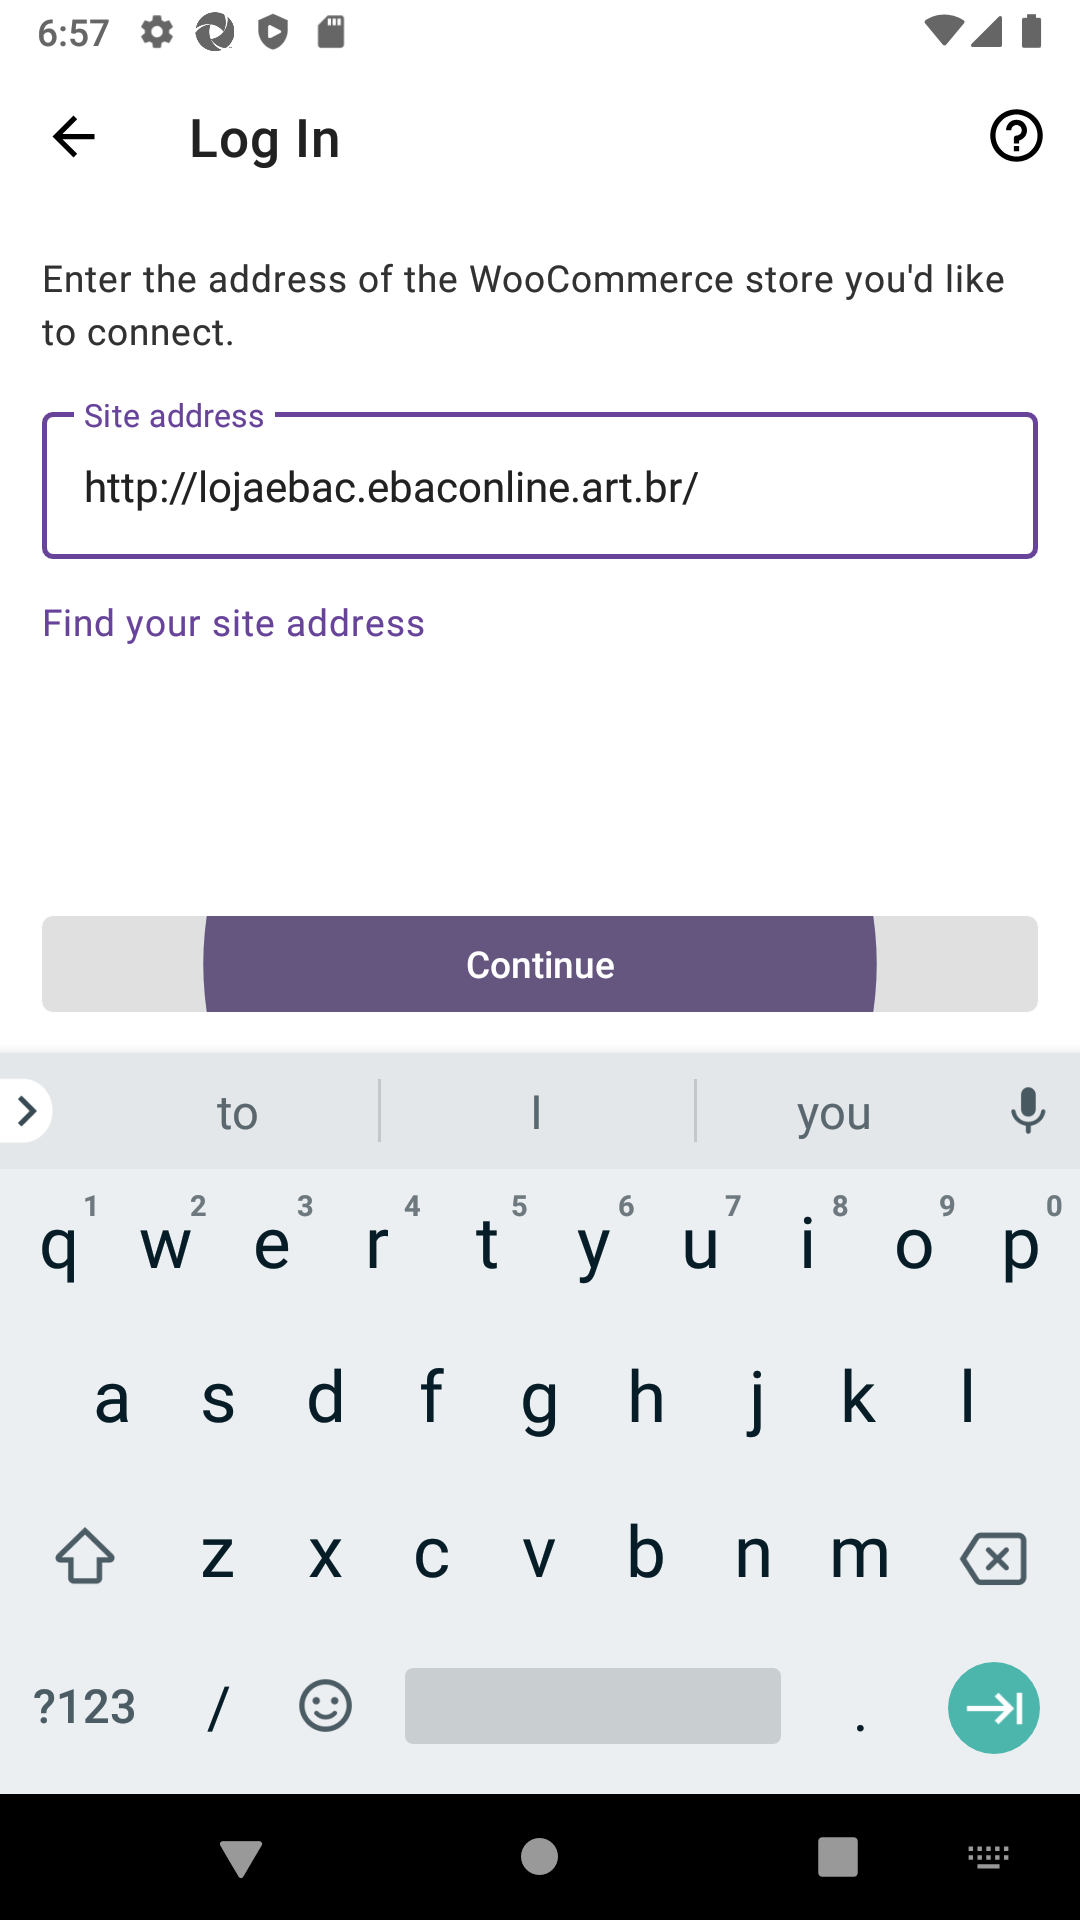 6:57
Log In
Enter the address of the WooCommerce store you'd like
to connect.
Site address
http://lojaebac.ebaconline.art.br/
Find your site address
Continue
to I you
1 2 3 4 5 6 7 8 9 0
q w e r t y u i o p
a s d f g h j k l
z x c v b n m
?123 / .